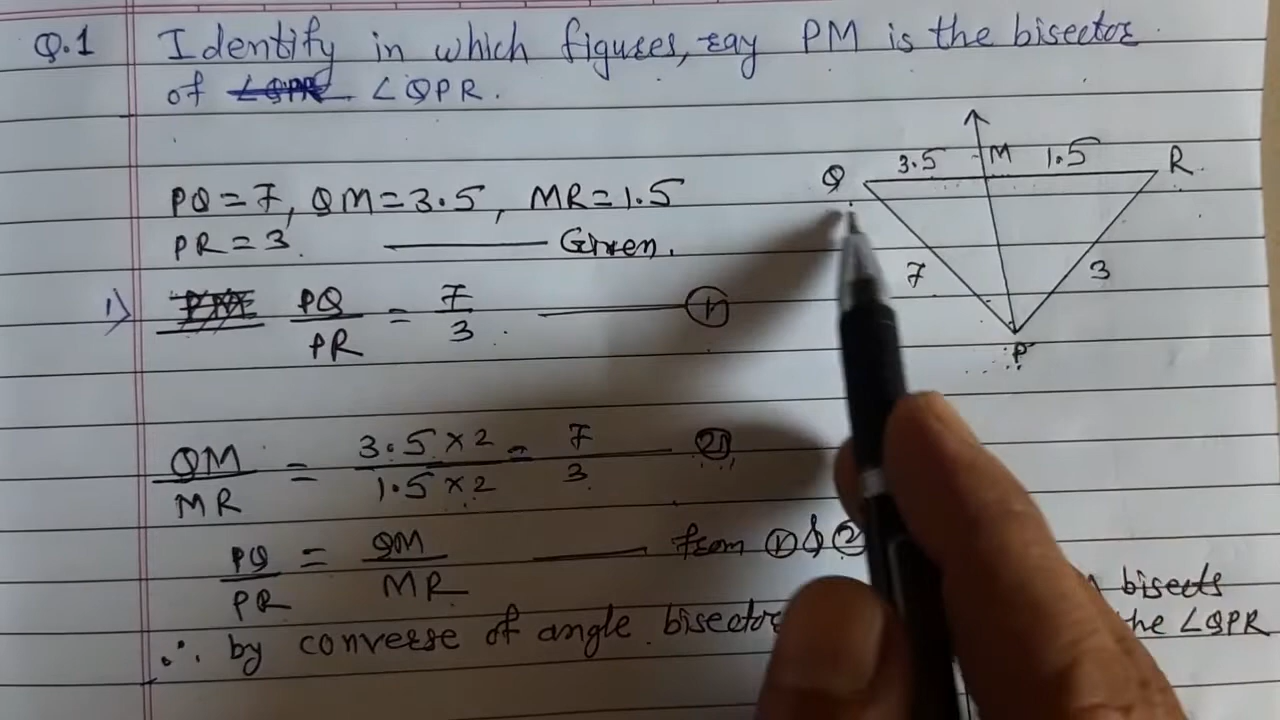 Q.1 Identify in which figures, ray PM is the bisector
of ∠QPR ∠QPR.
PQ = 7, QM = 3.5, MR = 1.5
PR = 3. Given.
1) PM PQ/PR = 7/3. ①
QM/MR = 3.5 × 2/1.5 × 2 = 7/3 ②
PQ/PR = QM/MR from ① & ②
∴ by converse of angle bisector
bisects
the ∠QPR
Q 3.5 M 1.5 R
7 3
P